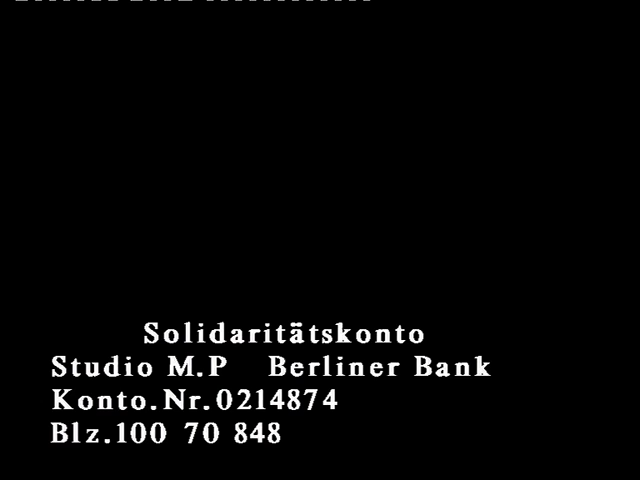 Solidaritätskonto
Studio M.P Berliner Bank
Konto.Nr.0214874
Blz.100 70 848